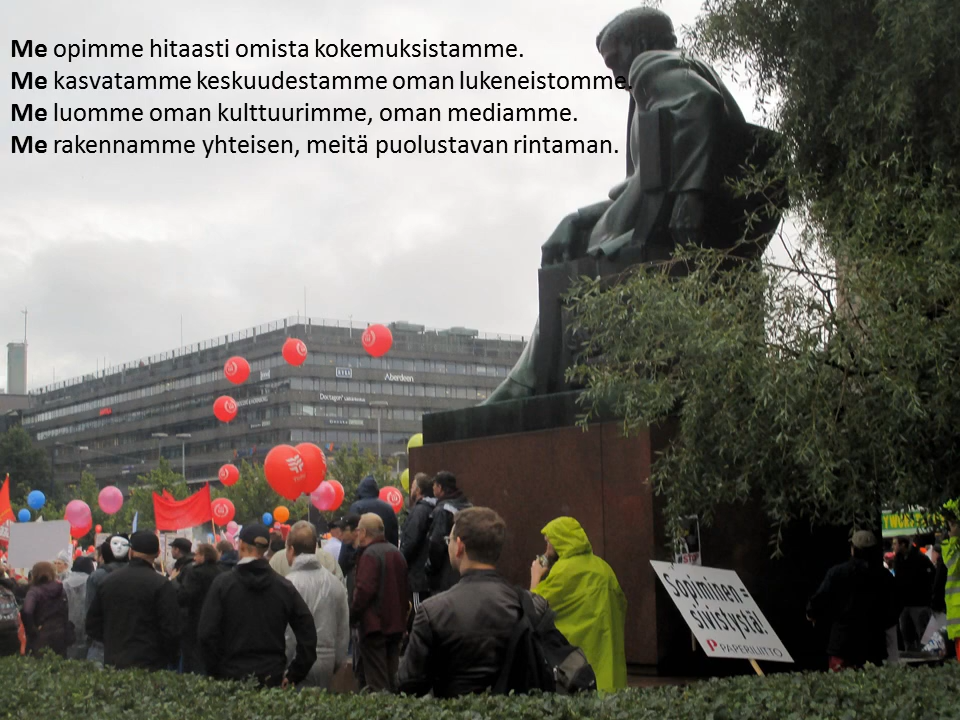 Me opimme hitaasti omista kokemuksistamme.
Me kasvatamme keskuudestamme oman lukeneistomme.
Me luomme oman kulttuurimme, oman mediamme.
Me rakennamme yhteisen, meitä puolustavan rintaman.
Aberdeen
Doctagon
Sopiminen =
sivistystä!
PAPERILIITTO